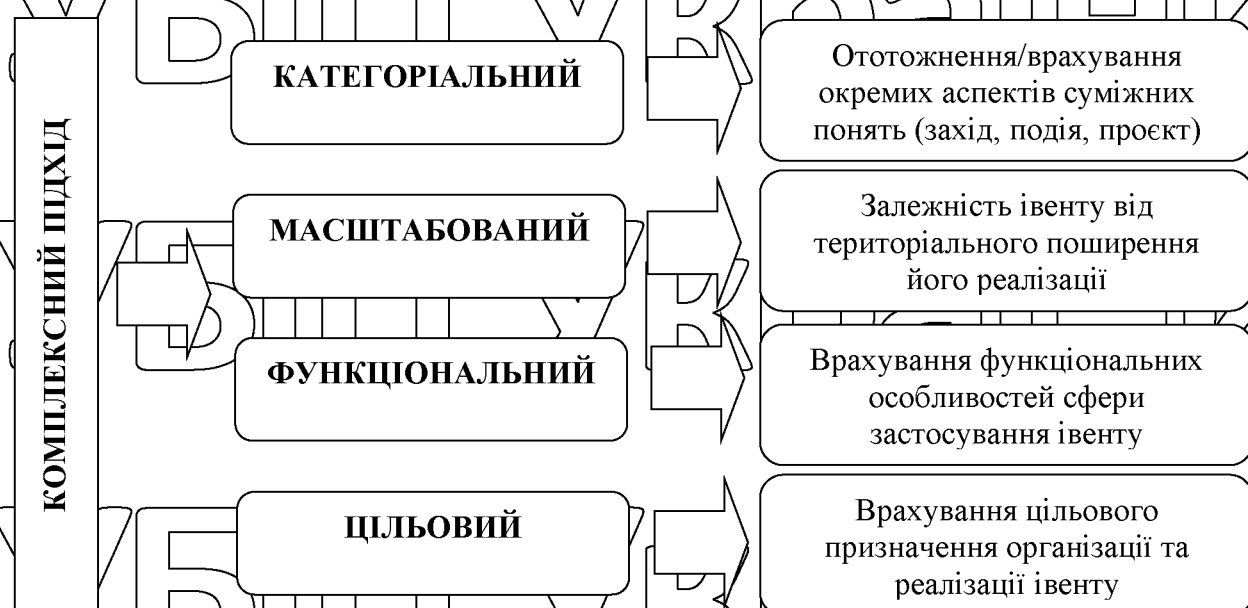 КОМПЛЕКСНИЙ ПІДХІД
КАТЕГОРІАЛЬНИЙ
Ототожнення/врахування
окремих аспектів суміжних
понять (захід, подія, проєкт)
МАСШТАБОВАНИЙ
Залежність івенту від
територіального поширення
його реалізації
ФУНКЦІОНАЛЬНИЙ
Врахування функціональних
особливостей сфери
застосування івенту
ЦІЛЬОВИЙ
Врахування цільового
призначення організації та
реалізації івенту